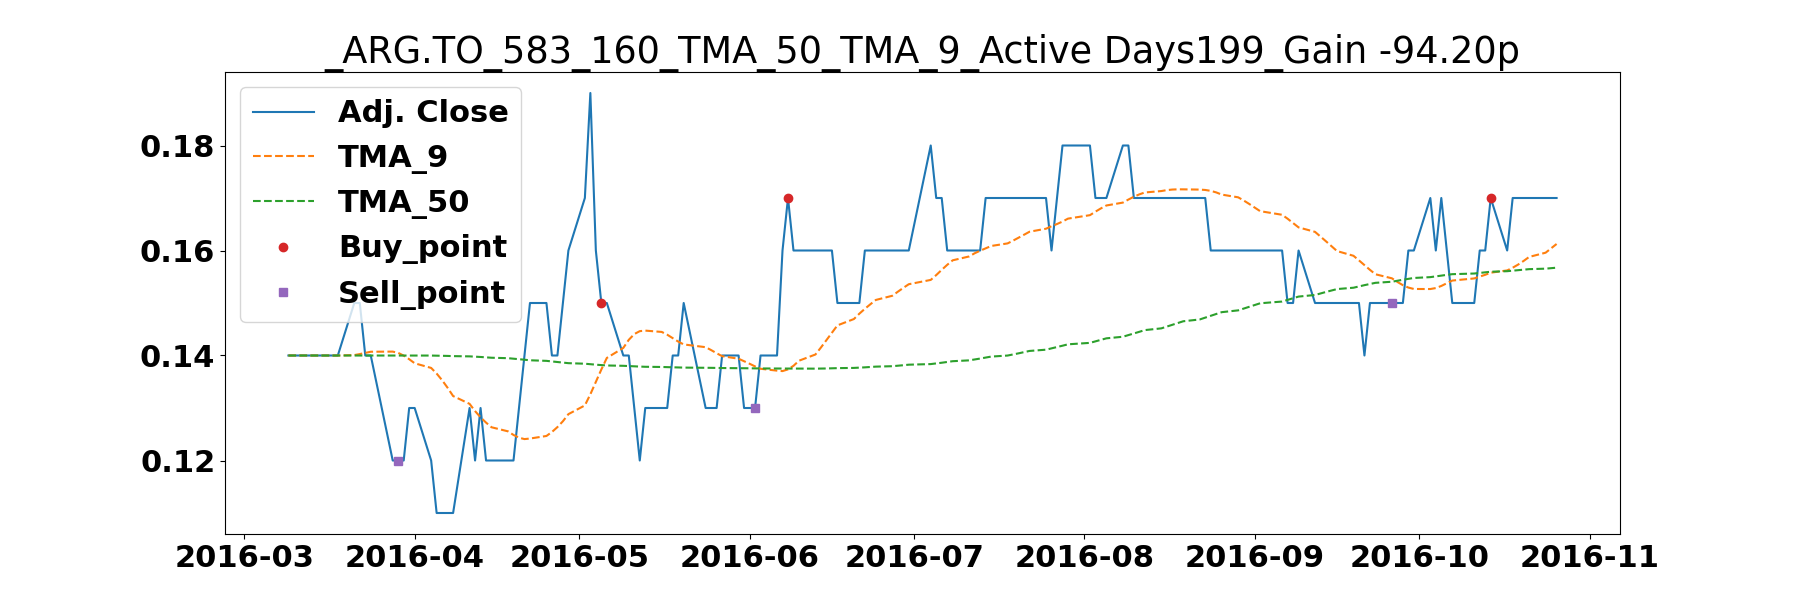 _ARG.TO_583_160_TMA_50_TMA_9_Active Days199_Gain -94.20p
Adj. Close
TMA_9
TMA_50
Buy_point
Sell_point
0.18
0.16
0.14
0.12
2016-03 2016-04 2016-05 2016-06 2016-07 2016-08 2016-09 2016-10 2016-11